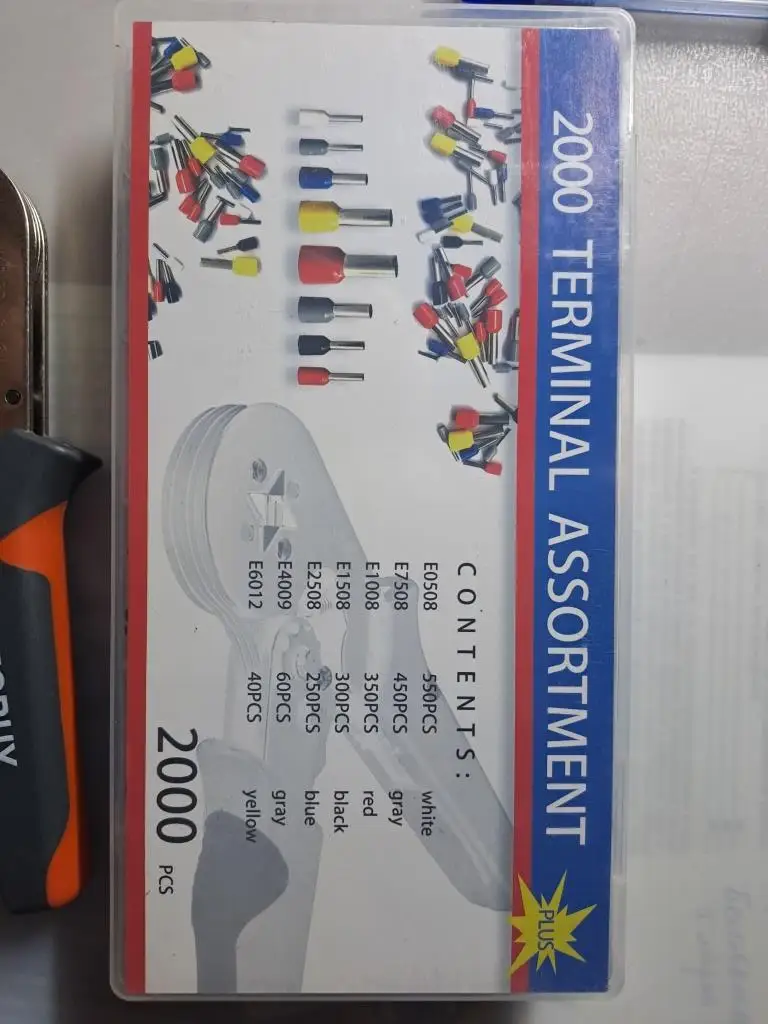 2000 TERMINAL ASSORTMENT
PLUS
CONTENTS:
E0508 550PCS white
E7508 450PCS gray
E1008 350PCS red
E1508 300PCS black
E2508 250PCS blue
E4009 60PCS gray
E6012 40PCS yellow
2000 PCS